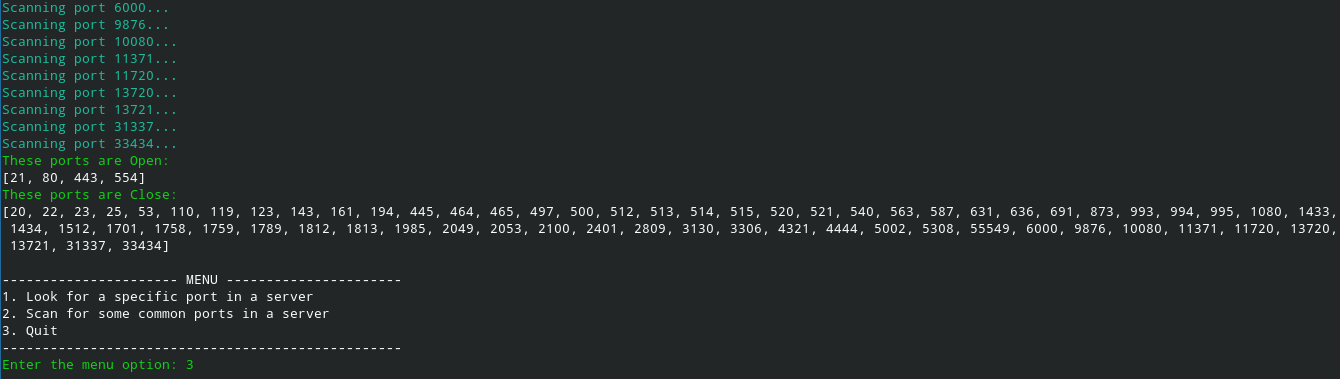 Scanning port 6000...
Scanning port 9876...
Scanning port 10080...
Scanning port 11371...
Scanning port 11720...
Scanning port 13720...
Scanning port 13721...
Scanning port 31337...
Scanning port 33434...
These ports are Open:
[21, 80, 443, 554]
These ports are Close:
[20, 22, 23, 25, 53, 110, 119, 123, 143, 161, 194, 445, 464, 465, 497, 500, 512, 513, 514, 515, 520, 521, 540, 563, 587, 631, 636, 691, 873, 993, 994, 995, 1080, 1433,
1434, 1512, 1701, 1758, 1759, 1789, 1812, 1813, 1985, 2049, 2053, 2100, 2401, 2809, 3130, 3306, 4321, 4444, 5002, 5308, 55549, 6000, 9876, 10080, 11371, 11720, 13720,
13721, 31337, 33434]
---------------------- MENU ----------------------
1. Look for a specific port in a server
2. Scan for some common ports in a server
3. Quit
--------------------------------------------------
Enter the menu option: 3